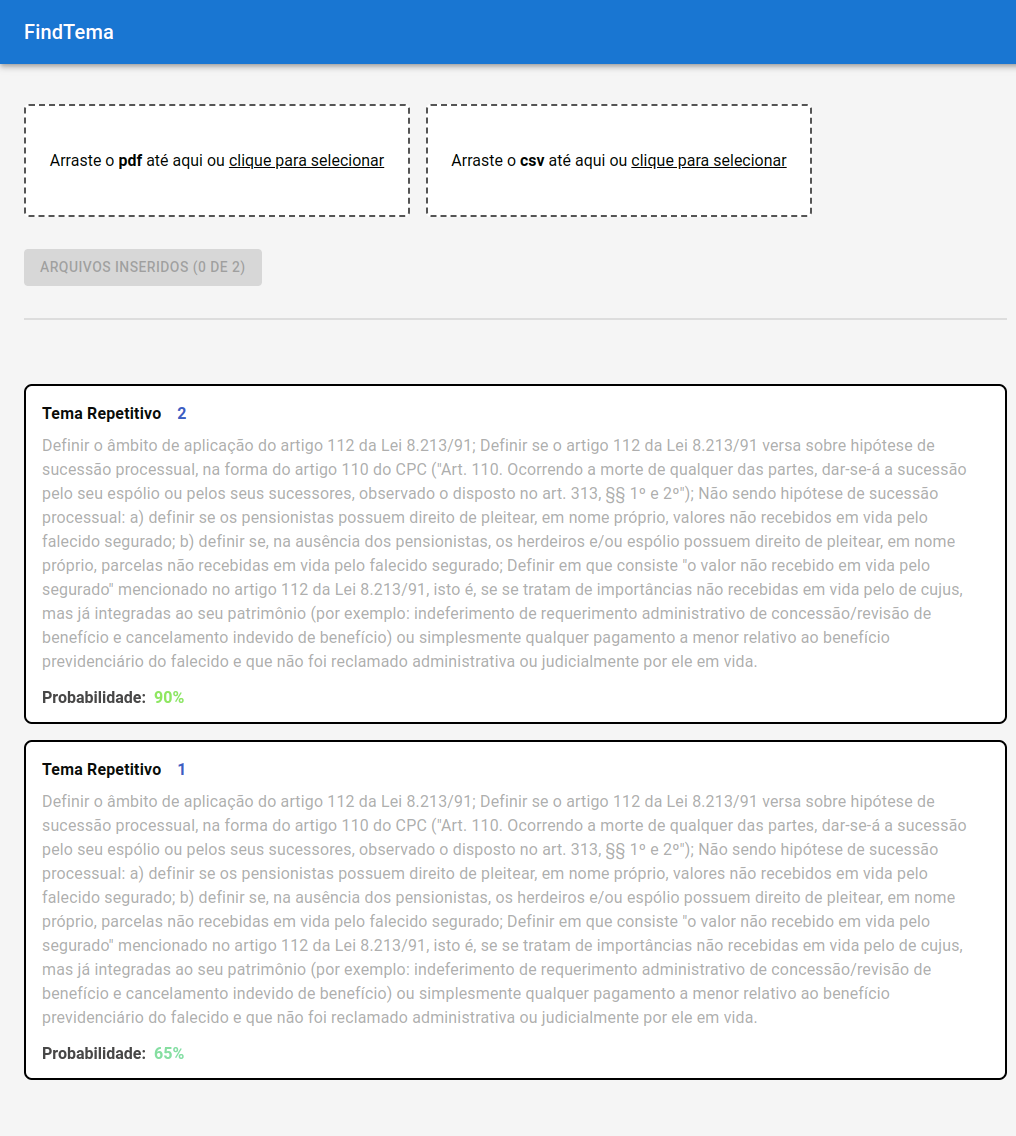 FindTema
Arraste o pdf até aqui ou clique para selecionar
Arraste o csv até aqui ou clique para selecionar
ARQUIVOS INSERIDOS (0 DE 2)
Tema Repetitivo 2
Definir o âmbito de aplicação do artigo 112 da Lei 8.213/91; Definir se o artigo 112 da Lei 8.213/91 versa sobre hipótese de
sucessão processual, na forma do artigo 110 do CPC ("Art. 110. Ocorrendo a morte de qualquer das partes, dar-se-á a sucessão
pelo seu espólio ou pelos seus sucessores, observado o disposto no art. 313, §§ 1º e 2º"); Não sendo hipótese de sucessão
processual: a) definir se os pensionistas possuem direito de pleitear, em nome próprio, valores não recebidos em vida pelo
falecido segurado; b) definir se, na ausência dos pensionistas, os herdeiros e/ou espólio possuem direito de pleitear, em nome
próprio, parcelas não recebidas em vida pelo falecido segurado; Definir em que consiste "o valor não recebido em vida pelo
segurado" mencionado no artigo 112 da Lei 8.213/91, isto é, se se tratam de importâncias não recebidas em vida pelo de cujus,
mas já integradas ao seu patrimônio (por exemplo: indeferimento de requerimento administrativo de concessão/revisão de
benefício e cancelamento indevido de benefício) ou simplesmente qualquer pagamento a menor relativo ao benefício
previdenciário do falecido e que não foi reclamado administrativa ou judicialmente por ele em vida.
Probabilidade: 90%
Tema Repetitivo 1
Definir o âmbito de aplicação do artigo 112 da Lei 8.213/91; Definir se o artigo 112 da Lei 8.213/91 versa sobre hipótese de
sucessão processual, na forma do artigo 110 do CPC ("Art. 110. Ocorrendo a morte de qualquer das partes, dar-se-á a sucessão
pelo seu espólio ou pelos seus sucessores, observado o disposto no art. 313, §§ 1º e 2º"); Não sendo hipótese de sucessão
processual: a) definir se os pensionistas possuem direito de pleitear, em nome próprio, valores não recebidos em vida pelo
falecido segurado; b) definir se, na ausência dos pensionistas, os herdeiros e/ou espólio possuem direito de pleitear, em nome
próprio, parcelas não recebidas em vida pelo falecido segurado; Definir em que consiste "o valor não recebido em vida pelo
segurado" mencionado no artigo 112 da Lei 8.213/91, isto é, se se tratam de importâncias não recebidas em vida pelo de cujus,
mas já integradas ao seu patrimônio (por exemplo: indeferimento de requerimento administrativo de concessão/revisão de
benefício e cancelamento indevido de benefício) ou simplesmente qualquer pagamento a menor relativo ao benefício
previdenciário do falecido e que não foi reclamado administrativa ou judicialmente por ele em vida.
Probabilidade: 65%